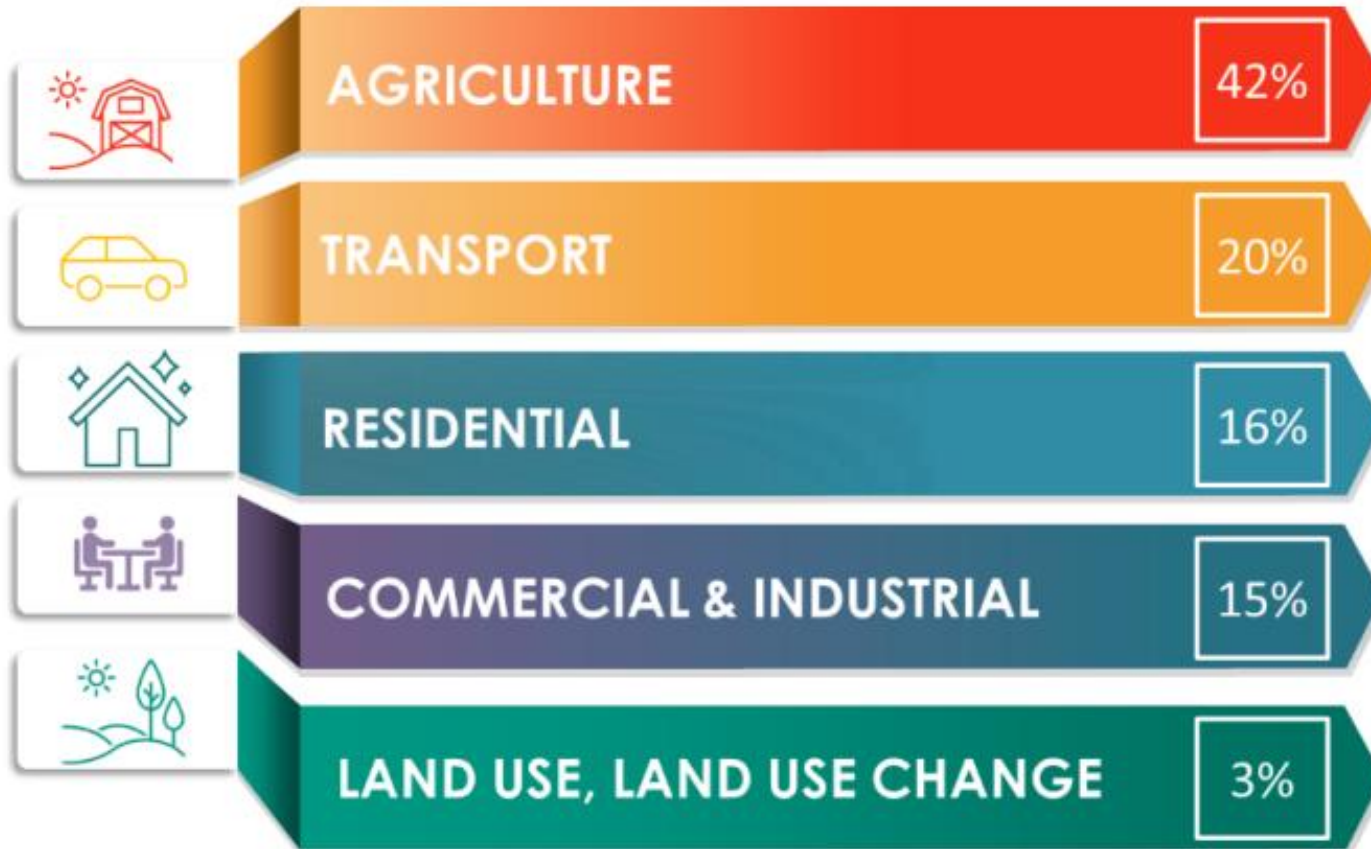 AGRICULTURE 42%
TRANSPORT 20%
RESIDENTIAL 16%
COMMERCIAL & INDUSTRIAL 15%
LAND USE, LAND USE CHANGE 3%